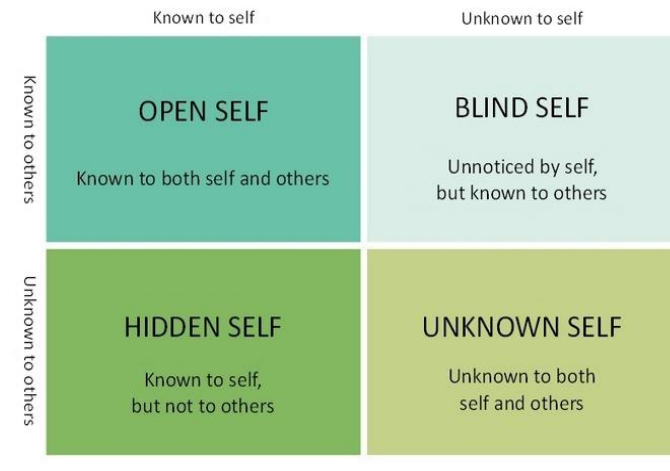 Known to self
Unknown to self
Known to others
OPEN SELF
Known to both self and others
BLIND SELF
Unnoticed by self,
but known to others
Unknown to others
HIDDEN SELF
Known to self,
but not to others
UNKNOWN SELF
Unknown to both
self and others